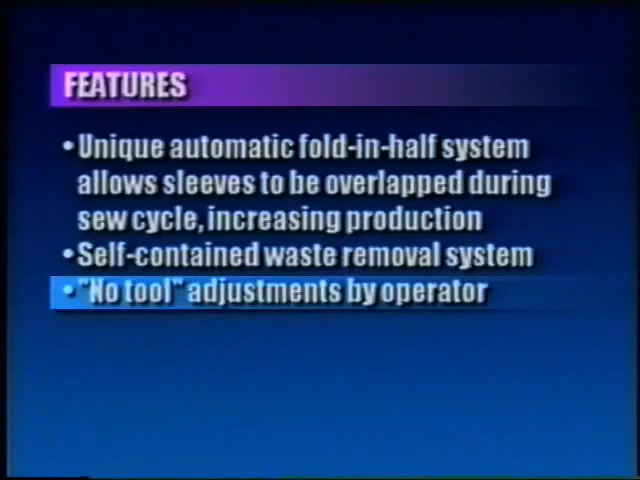 FEATURES
•Unique automatic fold-in-half system
allows sleeves to be overlapped during
sew cycle, increasing production
•Self-contained waste removal system
•"No tool" adjustments by operator